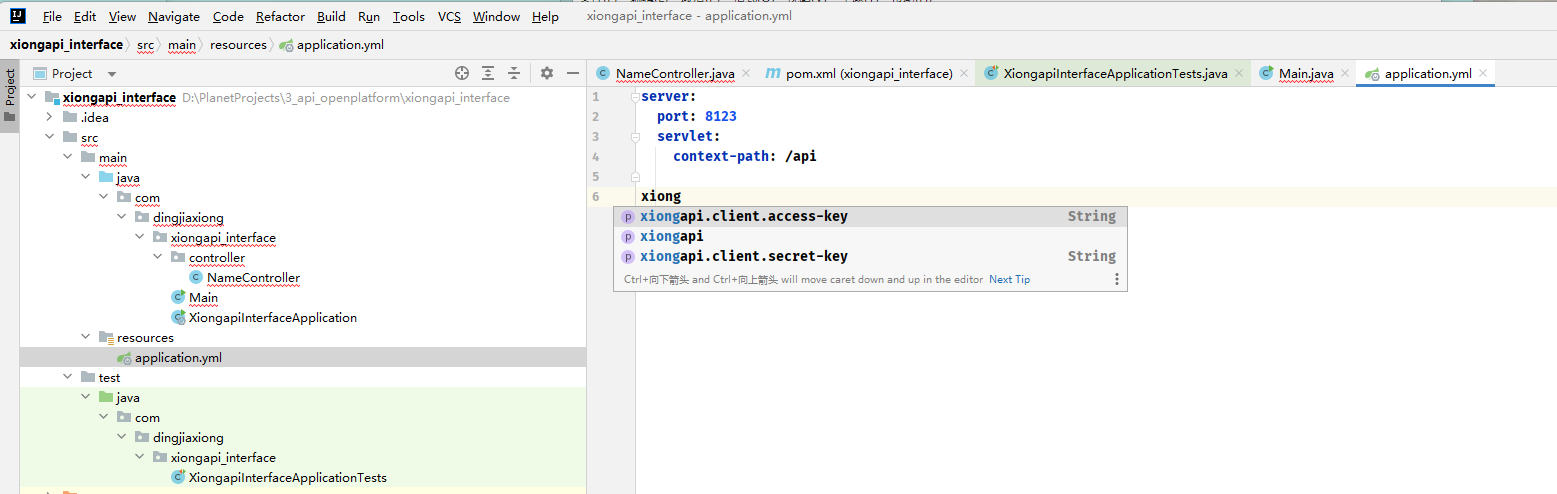 File Edit View Navigate Code Refactor Build Run Tools VCS Window Help xiongapi_interface - application.yml
xiongapi_interface src main resources application.yml
Project
Project
NameController.java pom.xml (xiongapi_interface) XiongapiInterfaceApplicationTests.java Main.java application.yml
xiongapi_interface D:\PlanetProjects\3_api_openplatform\xiongapi_interface
.idea
src
main
java
com
dingjiaxiong
xiongapi_interface
controller
NameController
Main
XiongapiInterfaceApplication
resources
application.yml
test
java
com
dingjiaxiong
xiongapi_interface
XiongapiInterfaceApplicationTests
1 server:
2 port: 8123
3 servlet:
4 context-path: /api
5
6 xiong
xiongapi.client.access-key String
xiongapi
xiongapi.client.secret-key String
Ctrl+向下箭头 and Ctrl+向上箭头 will move caret down and up in the editor Next Tip